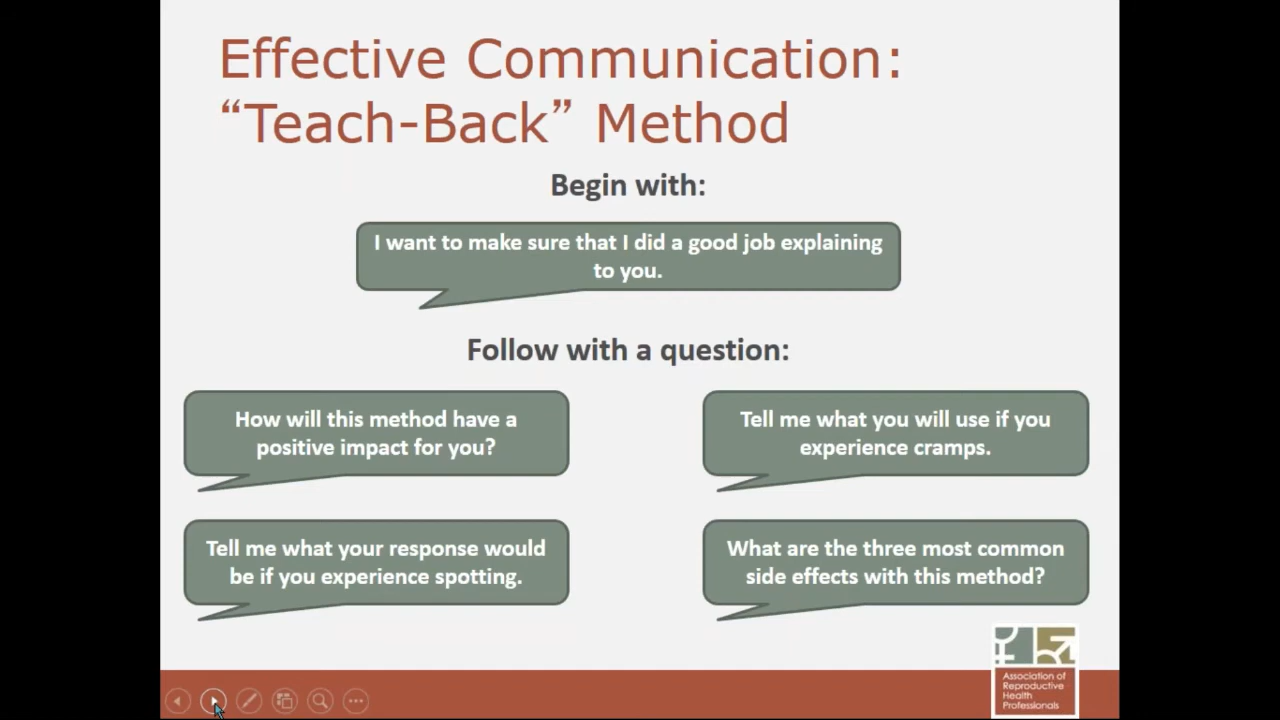 Effective Communication:
“Teach-Back” Method
Begin with:
I want to make sure that I did a good job explaining
to you.
Follow with a question:
How will this method have a
positive impact for you?
Tell me what you will use if you
experience cramps.
Tell me what your response would
be if you experience spotting.
What are the three most common
side effects with this method?
Association of
Reproductive
Health
Professionals